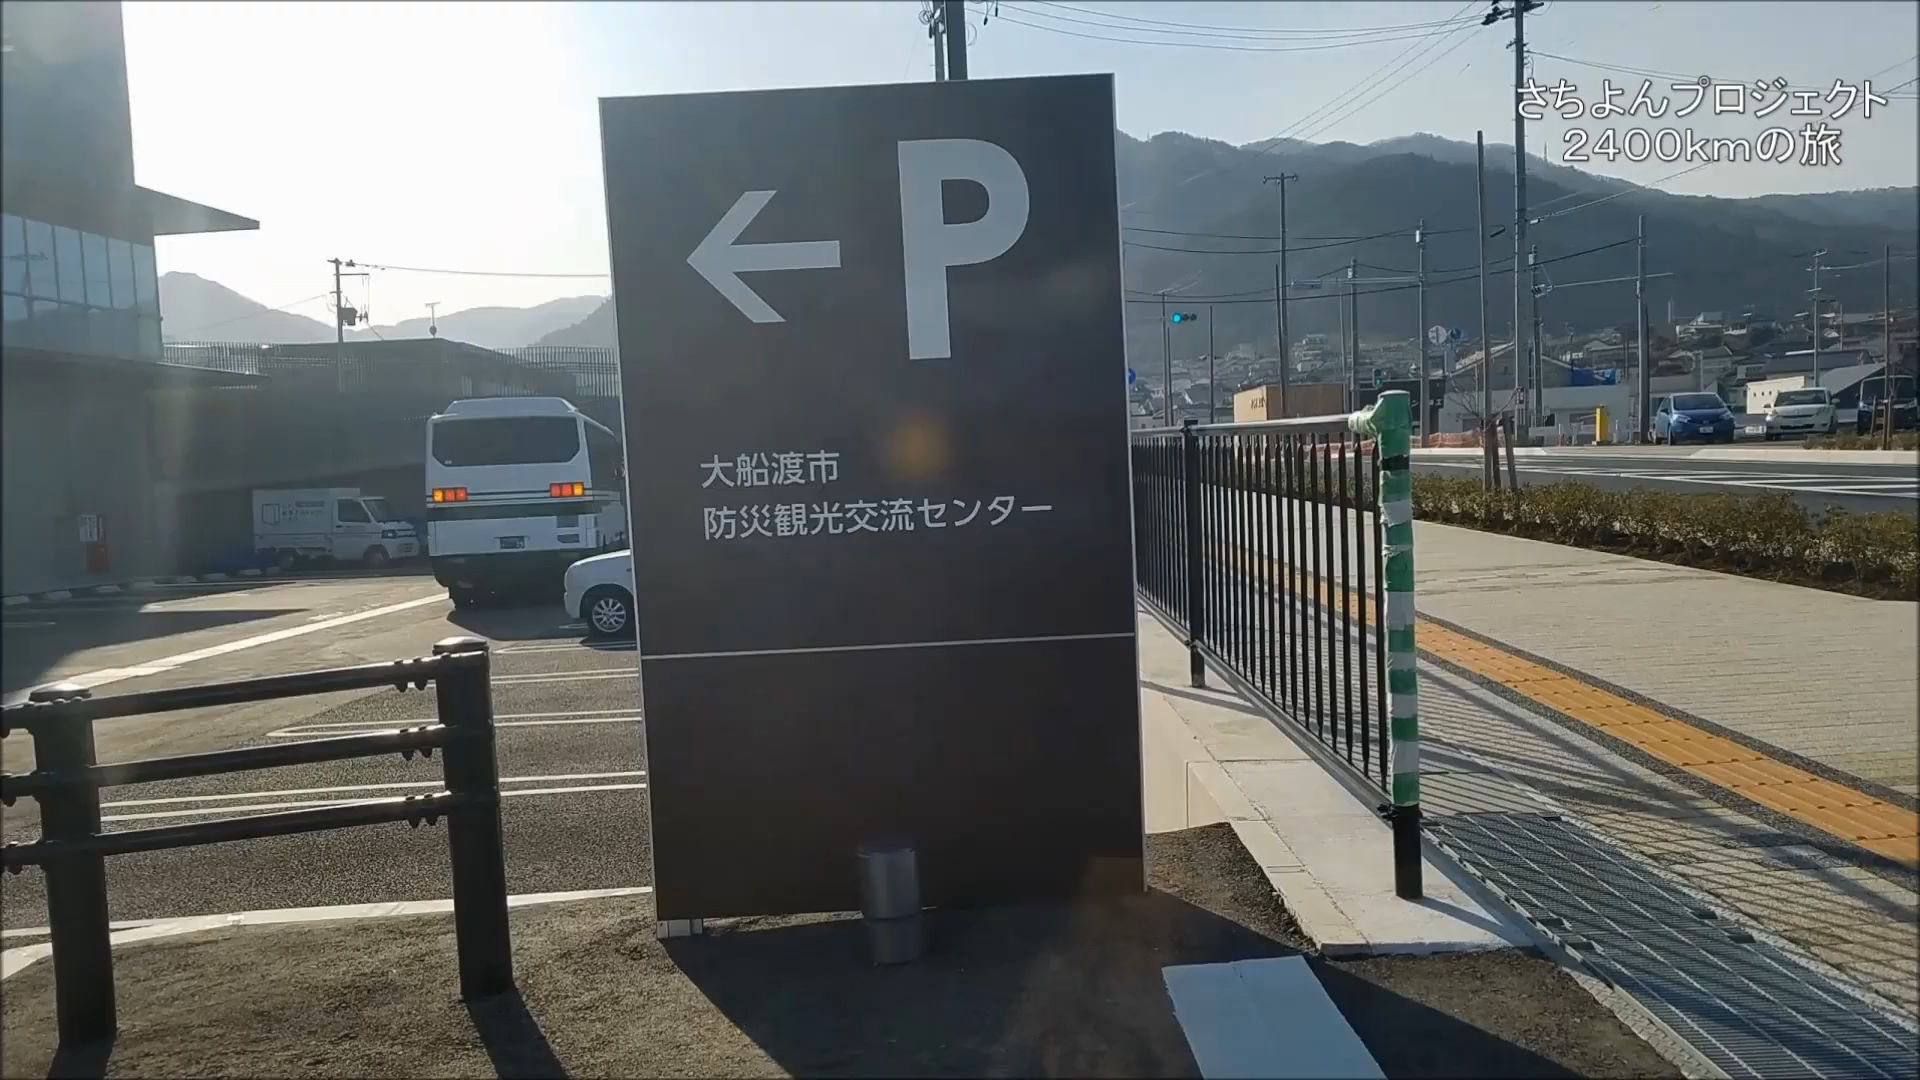 さちよんプロジェクト
2400kmの旅
P
大船渡市
防災観光交流センター